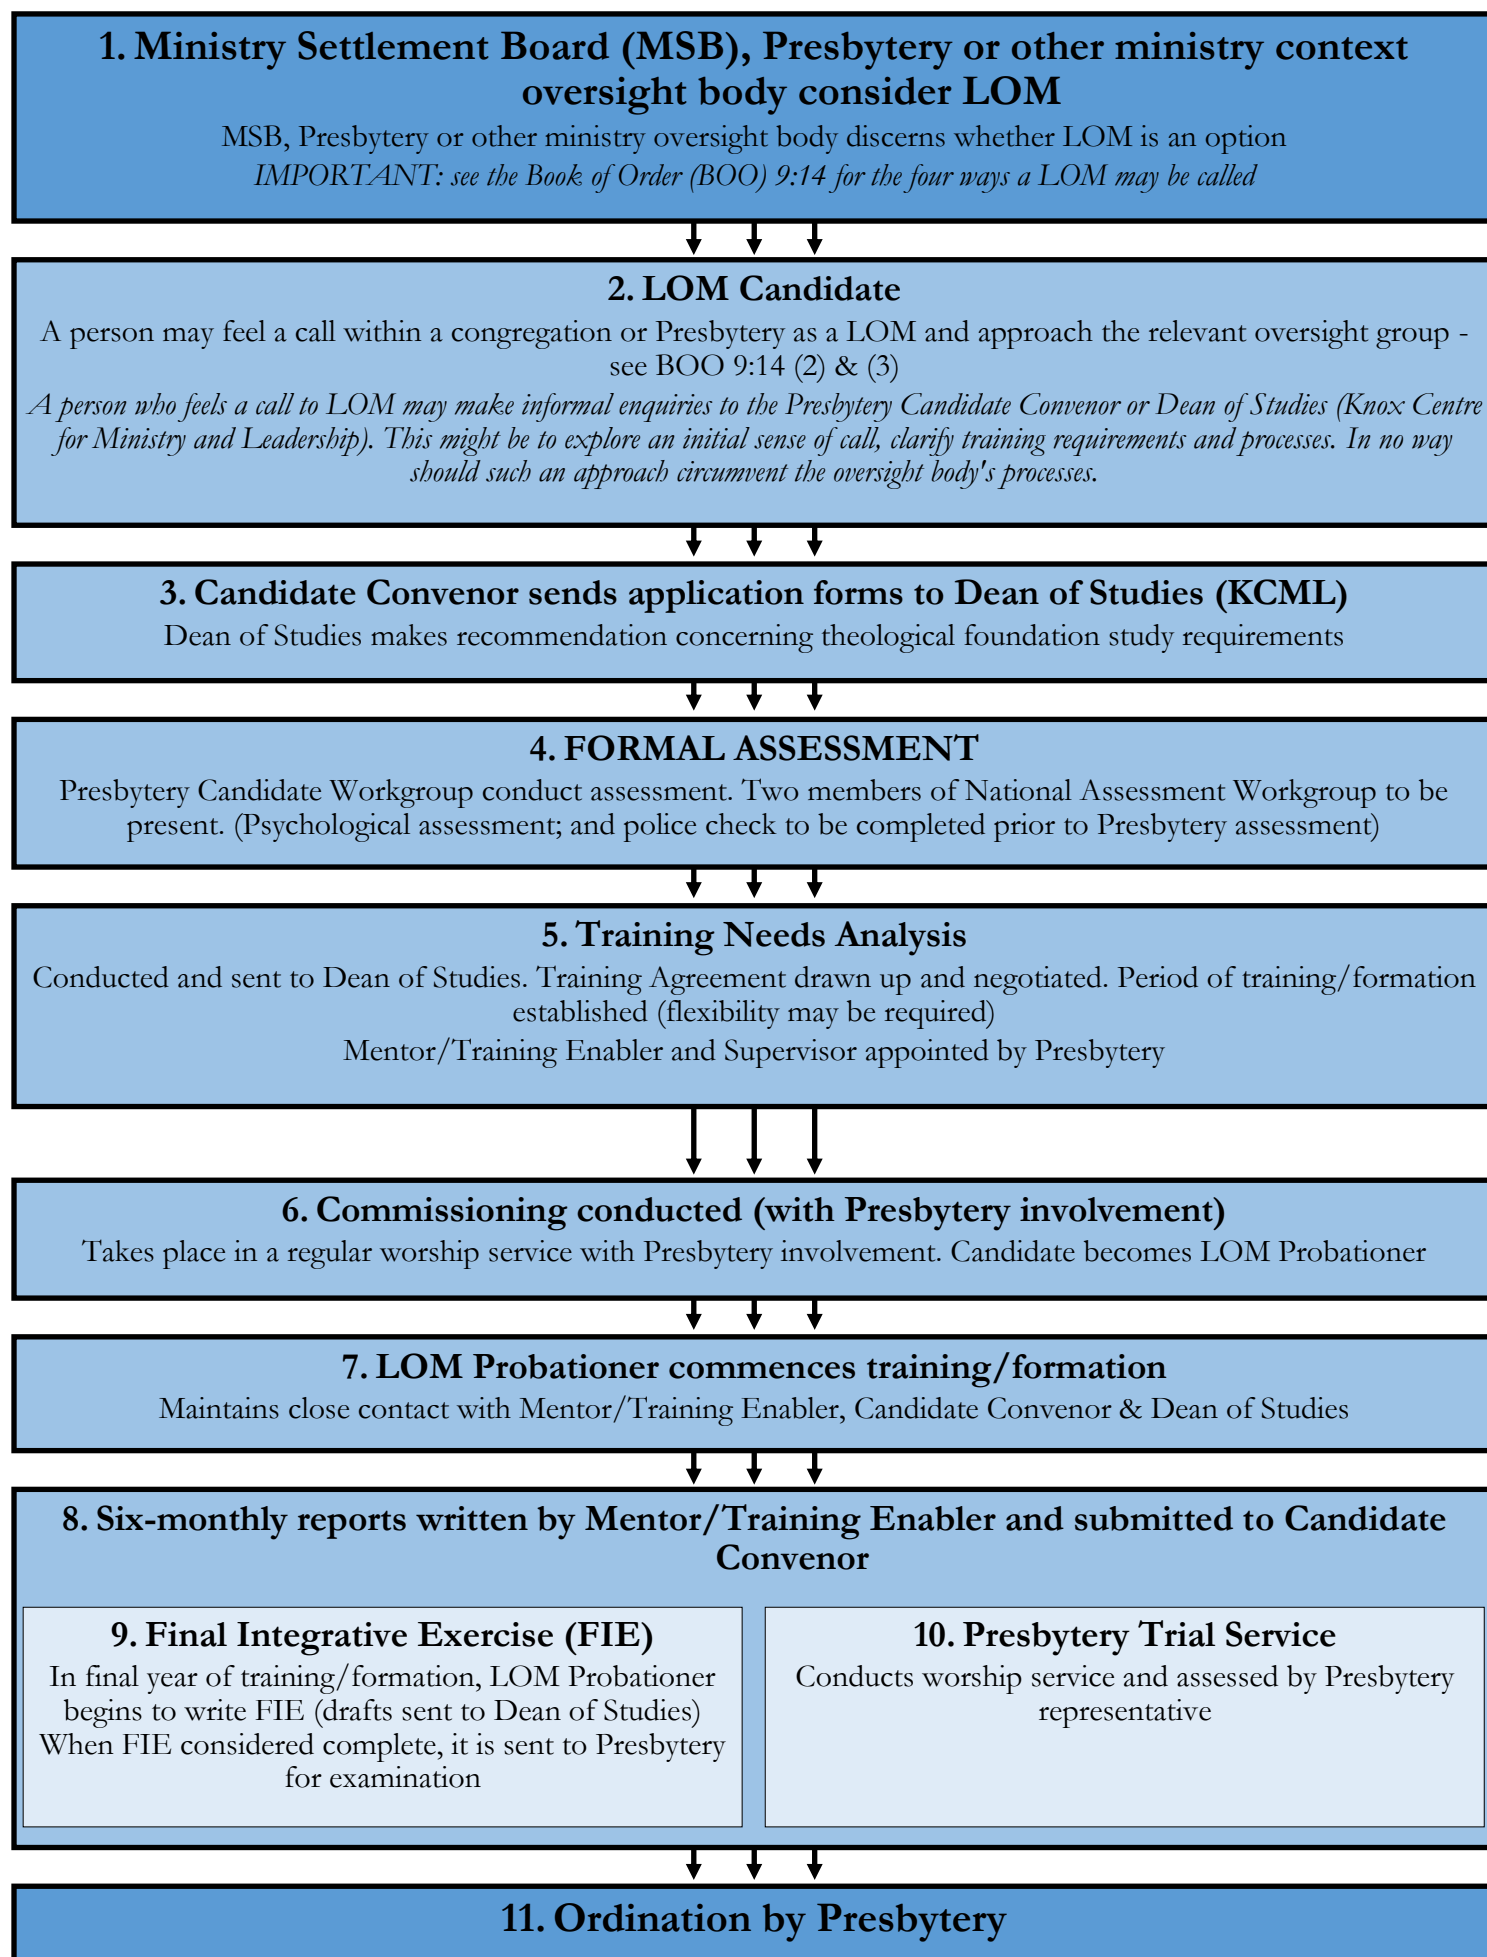 1. Ministry Settlement Board (MSB), Presbytery or other ministry context
oversight body consider LOM
MSB, Presbytery or other ministry oversight body discerns whether LOM is an option
IMPORTANT: see the Book of Order (BOO) 9:14 for the four ways a LOM may be called
2. LOM Candidate
A person may feel a call within a congregation or Presbytery as a LOM and approach the relevant oversight group -
see BOO 9:14 (2) & (3)
A person who feels a call to LOM may make informal enquiries to the Presbytery Candidate Convenor or Dean of Studies (Knox Centre
for Ministry and Leadership). This might be to explore an initial sense of call, clarify training requirements and processes. In no way
should such an approach circumvent the oversight body's processes.
3. Candidate Convenor sends application forms to Dean of Studies (KCML)
Dean of Studies makes recommendation concerning theological foundation study requirements
4. FORMAL ASSESSMENT
Presbytery Candidate Workgroup conduct assessment. Two members of National Assessment Workgroup to be
present. (Psychological assessment; and police check to be completed prior to Presbytery assessment)
5. Training Needs Analysis
Conducted and sent to Dean of Studies. Training Agreement drawn up and negotiated. Period of training/formation
established (flexibility may be required)
Mentor/Training Enabler and Supervisor appointed by Presbytery
6. Commissioning conducted (with Presbytery involvement)
Takes place in a regular worship service with Presbytery involvement. Candidate becomes LOM Probationer
7. LOM Probationer commences training/formation
Maintains close contact with Mentor/Training Enabler, Candidate Convenor & Dean of Studies
8. Six-monthly reports written by Mentor/Training Enabler and submitted to Candidate
Convenor
9. Final Integrative Exercise (FIE)
In final year of training/formation, LOM Probationer
begins to write FIE (drafts sent to Dean of Studies)
When FIE considered complete, it is sent to Presbytery
for examination
10. Presbytery Trial Service
Conducts worship service and assessed by Presbytery
representative
11. Ordination by Presbytery